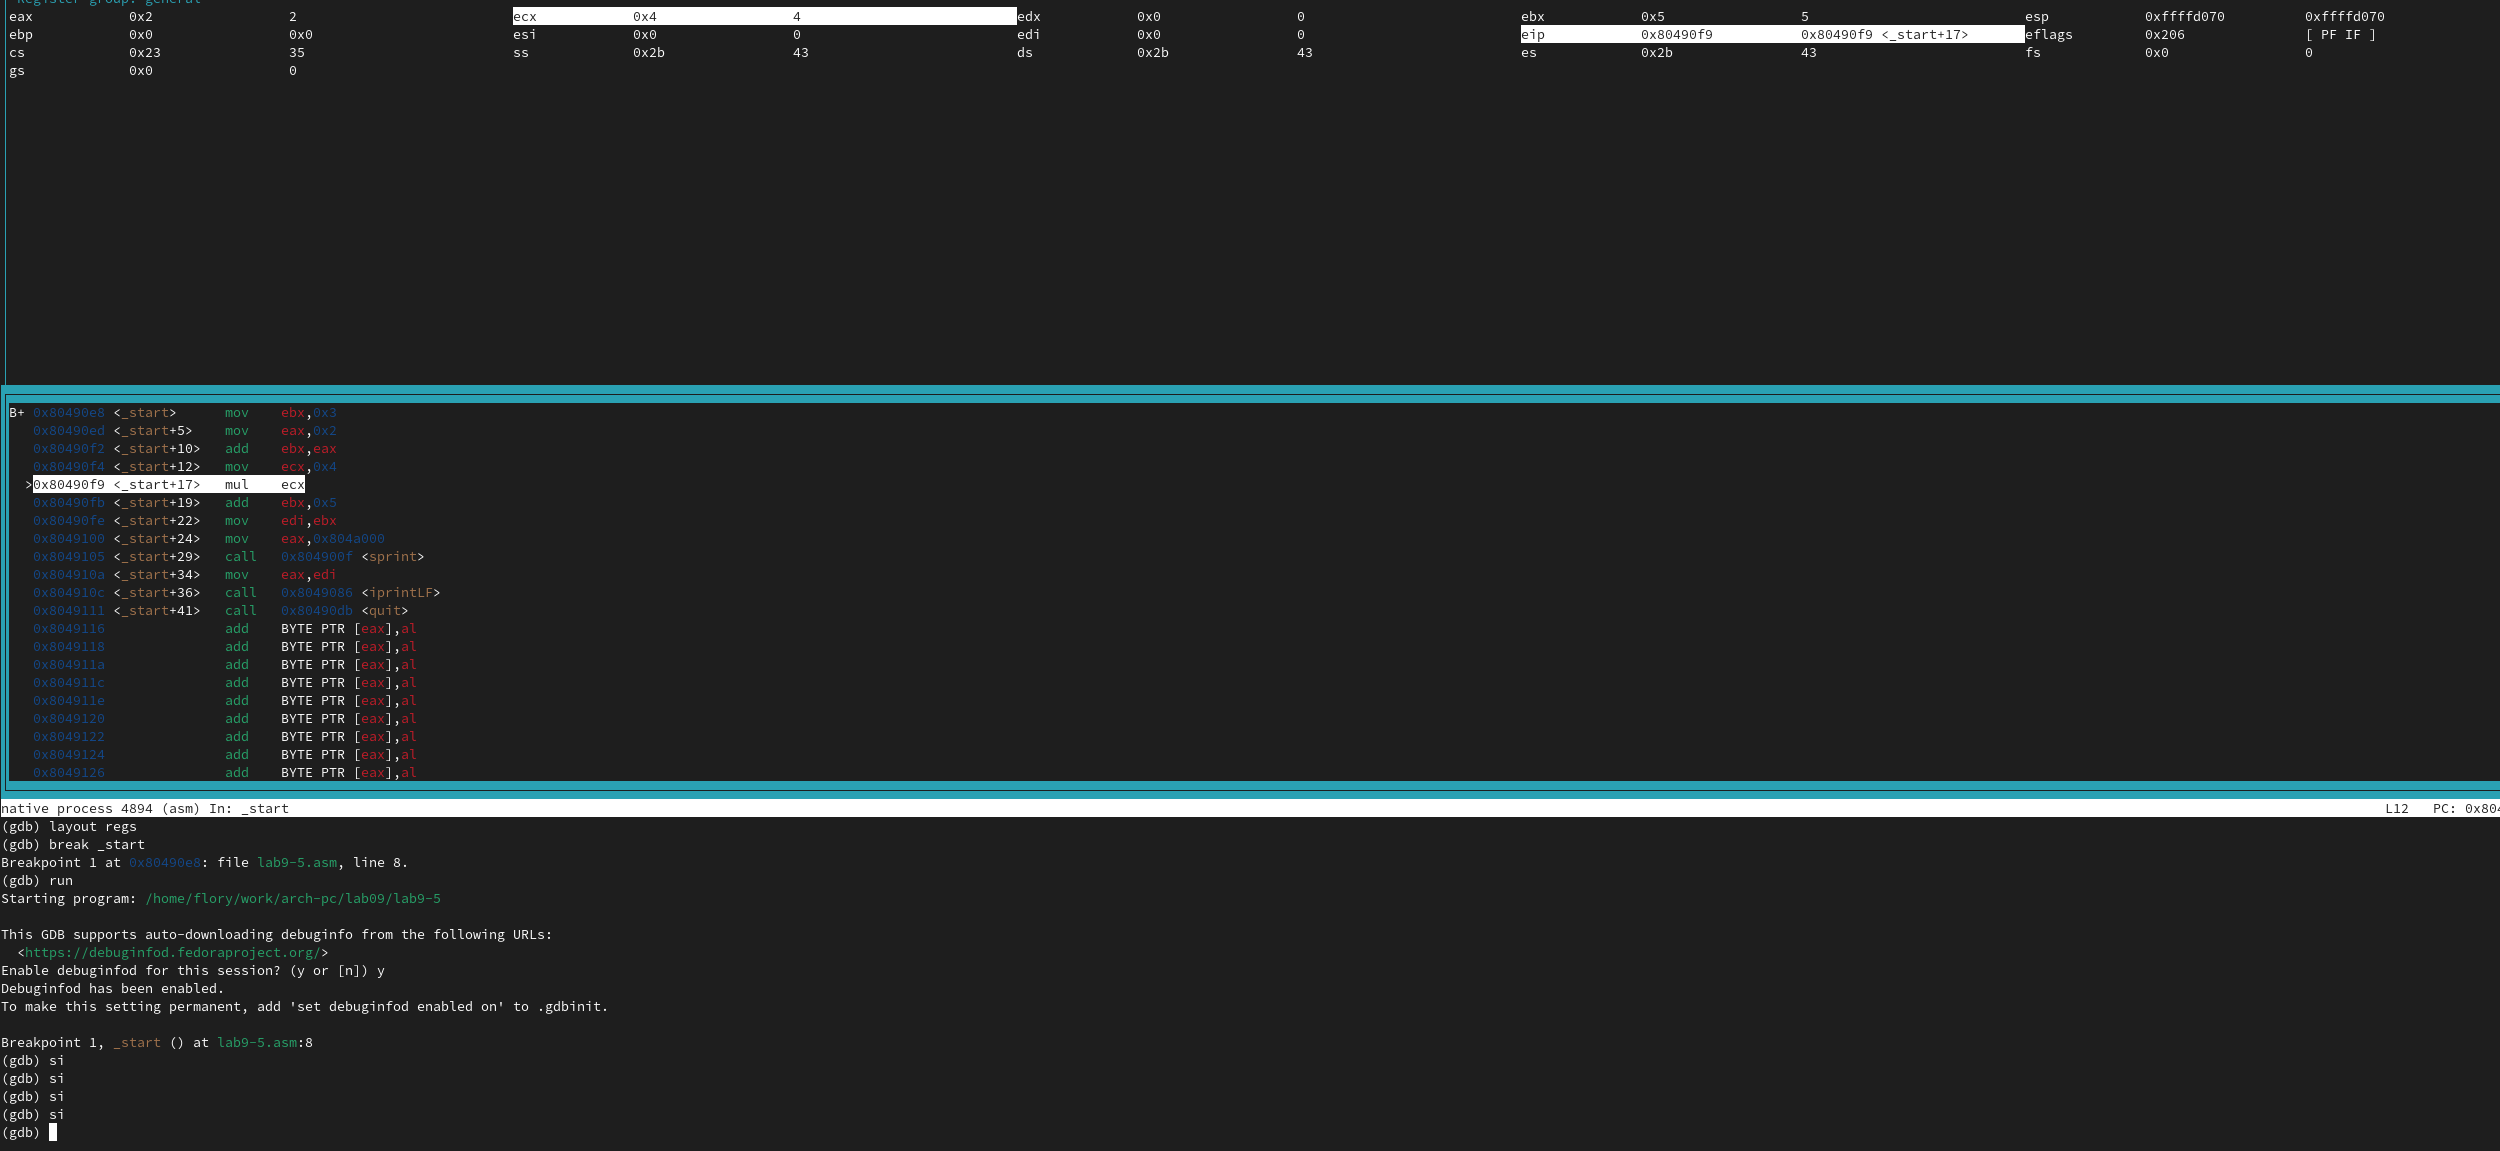 Register group: general
eax 0x2 2 ecx 0x4 4 edx 0x0 0 ebx 0x5 5 esp 0xffffd070 0xffffd070
ebp 0x0 0x0 esi 0x0 0 edi 0x0 0 eip 0x80490f9 0x80490f9 <_start+17> eflags 0x206 [ PF IF ]
cs 0x23 35 ss 0x2b 43 ds 0x2b 43 es 0x2b 43 fs 0x0 0
gs 0x0 0
B+ 0x80490e8 <_start> mov ebx,0x3
0x80490ed <_start+5> mov eax,0x2
0x80490f2 <_start+10> add ebx,eax
0x80490f4 <_start+12> mov ecx,0x4
>0x80490f9 <_start+17> mul ecx
0x80490fb <_start+19> add ebx,0x5
0x80490fe <_start+22> mov edi,ebx
0x8049100 <_start+24> mov eax,0x804a000
0x8049105 <_start+29> call 0x804900f <sprint>
0x804910a <_start+34> mov eax,edi
0x804910c <_start+36> call 0x8049086 <iprintLF>
0x8049111 <_start+41> call 0x80490db <quit>
0x8049116 add BYTE PTR [eax],al
0x8049118 add BYTE PTR [eax],al
0x804911a add BYTE PTR [eax],al
0x804911c add BYTE PTR [eax],al
0x804911e add BYTE PTR [eax],al
0x8049120 add BYTE PTR [eax],al
0x8049122 add BYTE PTR [eax],al
0x8049124 add BYTE PTR [eax],al
0x8049126 add BYTE PTR [eax],al
native process 4894 (asm) In: _start L12 PC: 0x804
(gdb) layout regs
(gdb) break _start
Breakpoint 1 at 0x80490e8: file lab9-5.asm, line 8.
(gdb) run
Starting program: /home/flory/work/arch-pc/lab09/lab9-5
This GDB supports auto-downloading debuginfo from the following URLs:
<https://debuginfod.fedoraproject.org/>
Enable debuginfod for this session? (y or [n]) y
Debuginfod has been enabled.
To make this setting permanent, add 'set debuginfod enabled on' to .gdbinit.
Breakpoint 1, _start () at lab9-5.asm:8
(gdb) si
(gdb) si
(gdb) si
(gdb) si
(gdb)